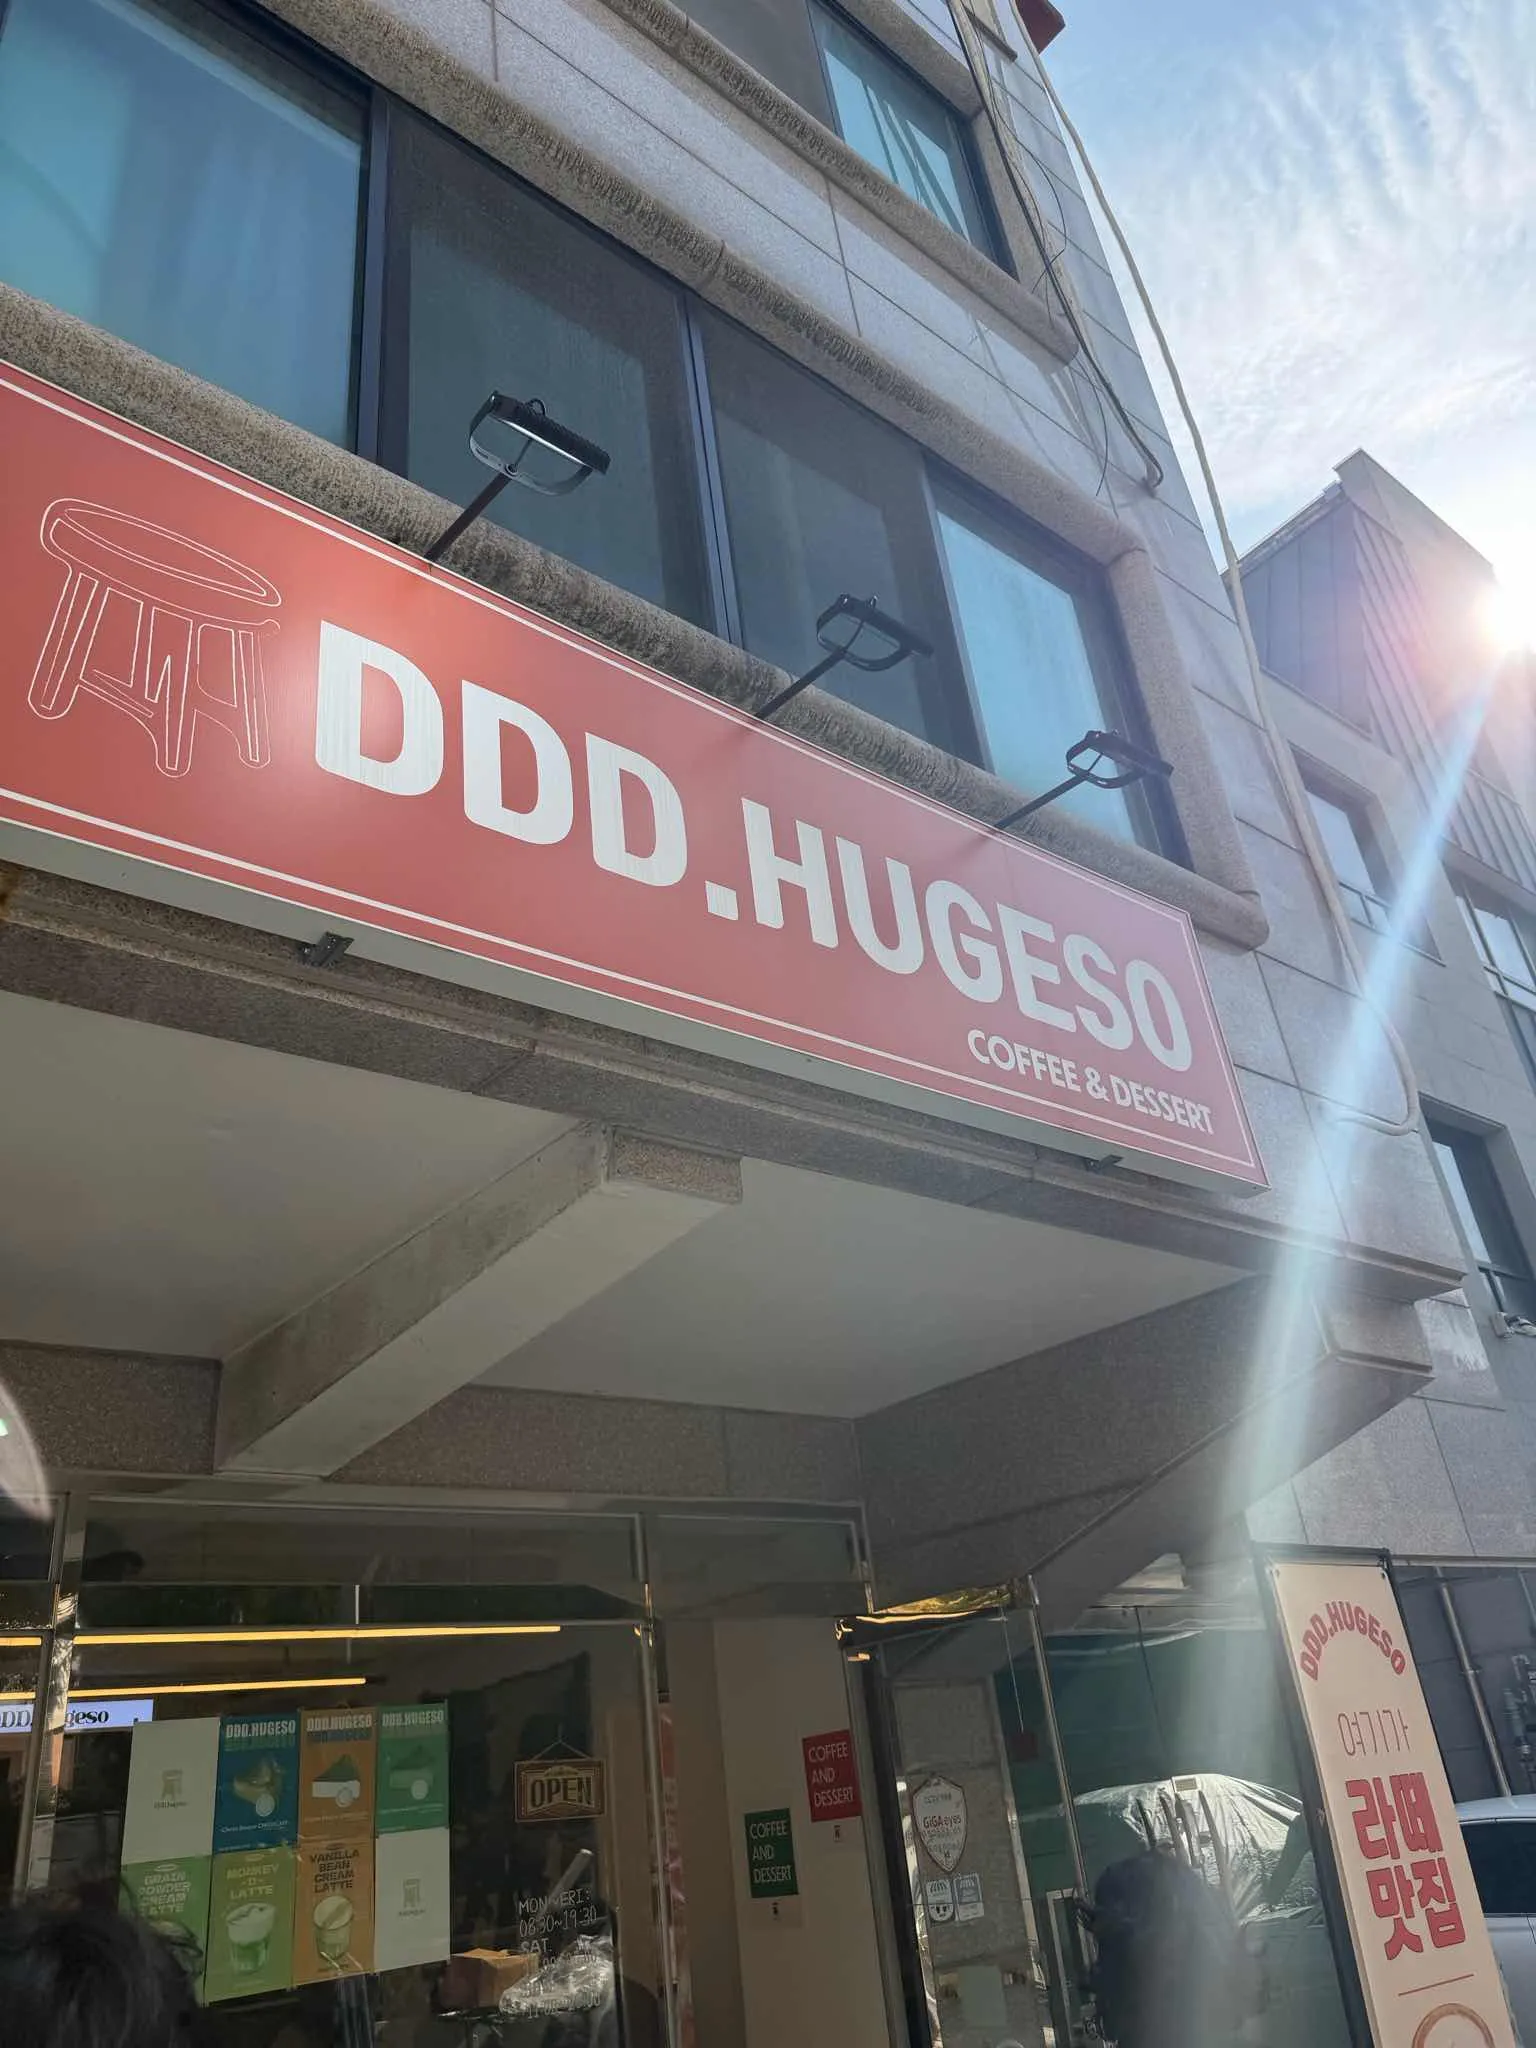 DDD.HUGESO
COFFEE & DESSERT
DDD.HUGESO
여기가
라떼
맛집
DDD.HUGESO
DDD.HUGESO
DDD.HUGESO
GRAIN
POWDER
CREAM
LATTE
MONKEY
LATTE
VANILLA
BEAN
CREAM
LATTE
OPEN
MON~FRI:
08:30~19:30
SAT.
COFFEE
AND
DESSERT
COFFEE
AND
DESSERT
GiGA eyes